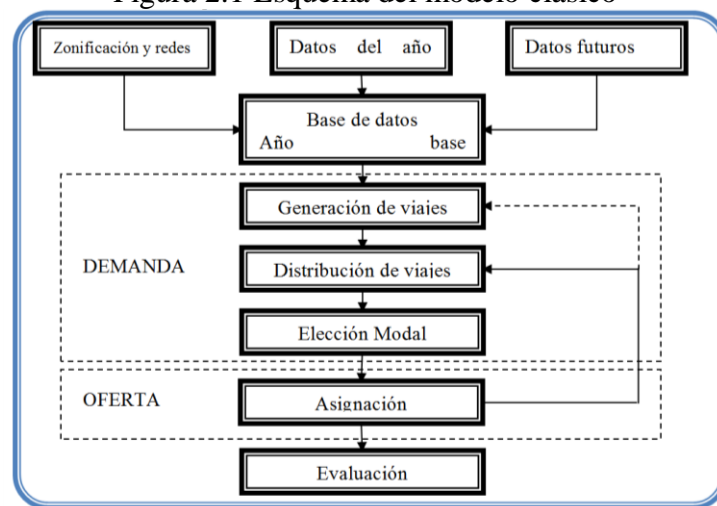 Figura 2.1 Esquema del modelo clásico
Zonificación y redes
Datos del año
Datos futuros
Base de datos
Año base
Generación de viajes
DEMANDA
Distribución de viajes
Elección Modal
OFERTA
Asignación
Evaluación